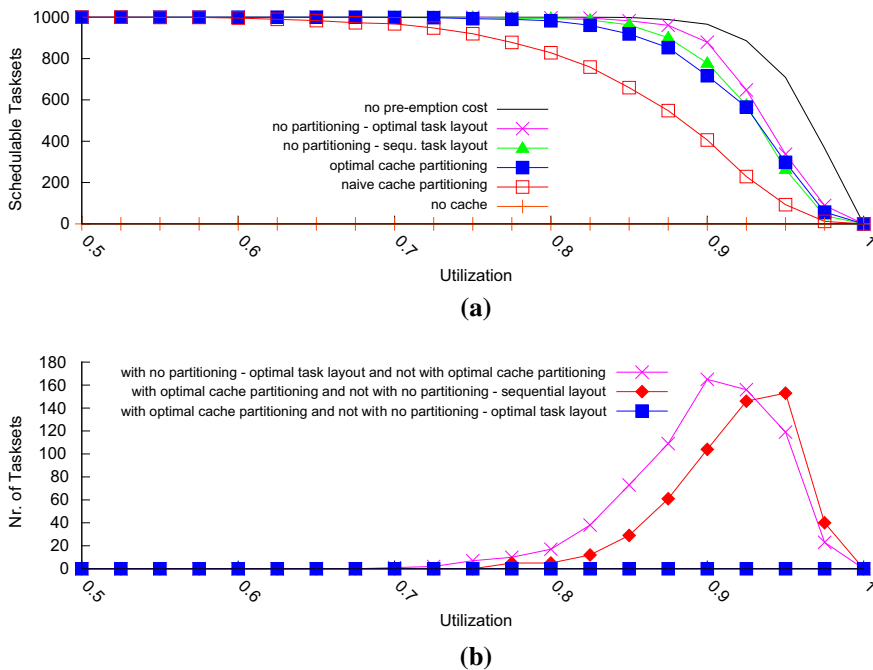 1000
800
600
400
200
0
Schedulable Tasksets
no pre-emption cost
no partitioning - optimal task layout
no partitioning - sequ. task layout
optimal cache partitioning
naive cache partitioning
no cache
0.5
0.6
0.7
0.8
0.9
1
Utilization
(a)
180
160
140
120
100
80
60
40
20
0
Nr. of Tasksets
with no partitioning - optimal task layout and not with optimal cache partitioning
with optimal cache partitioning and not with no partitioning - sequential layout
with optimal cache partitioning and not with no partitioning - optimal task layout
0.5
0.6
0.7
0.8
0.9
1
Utilization
(b)